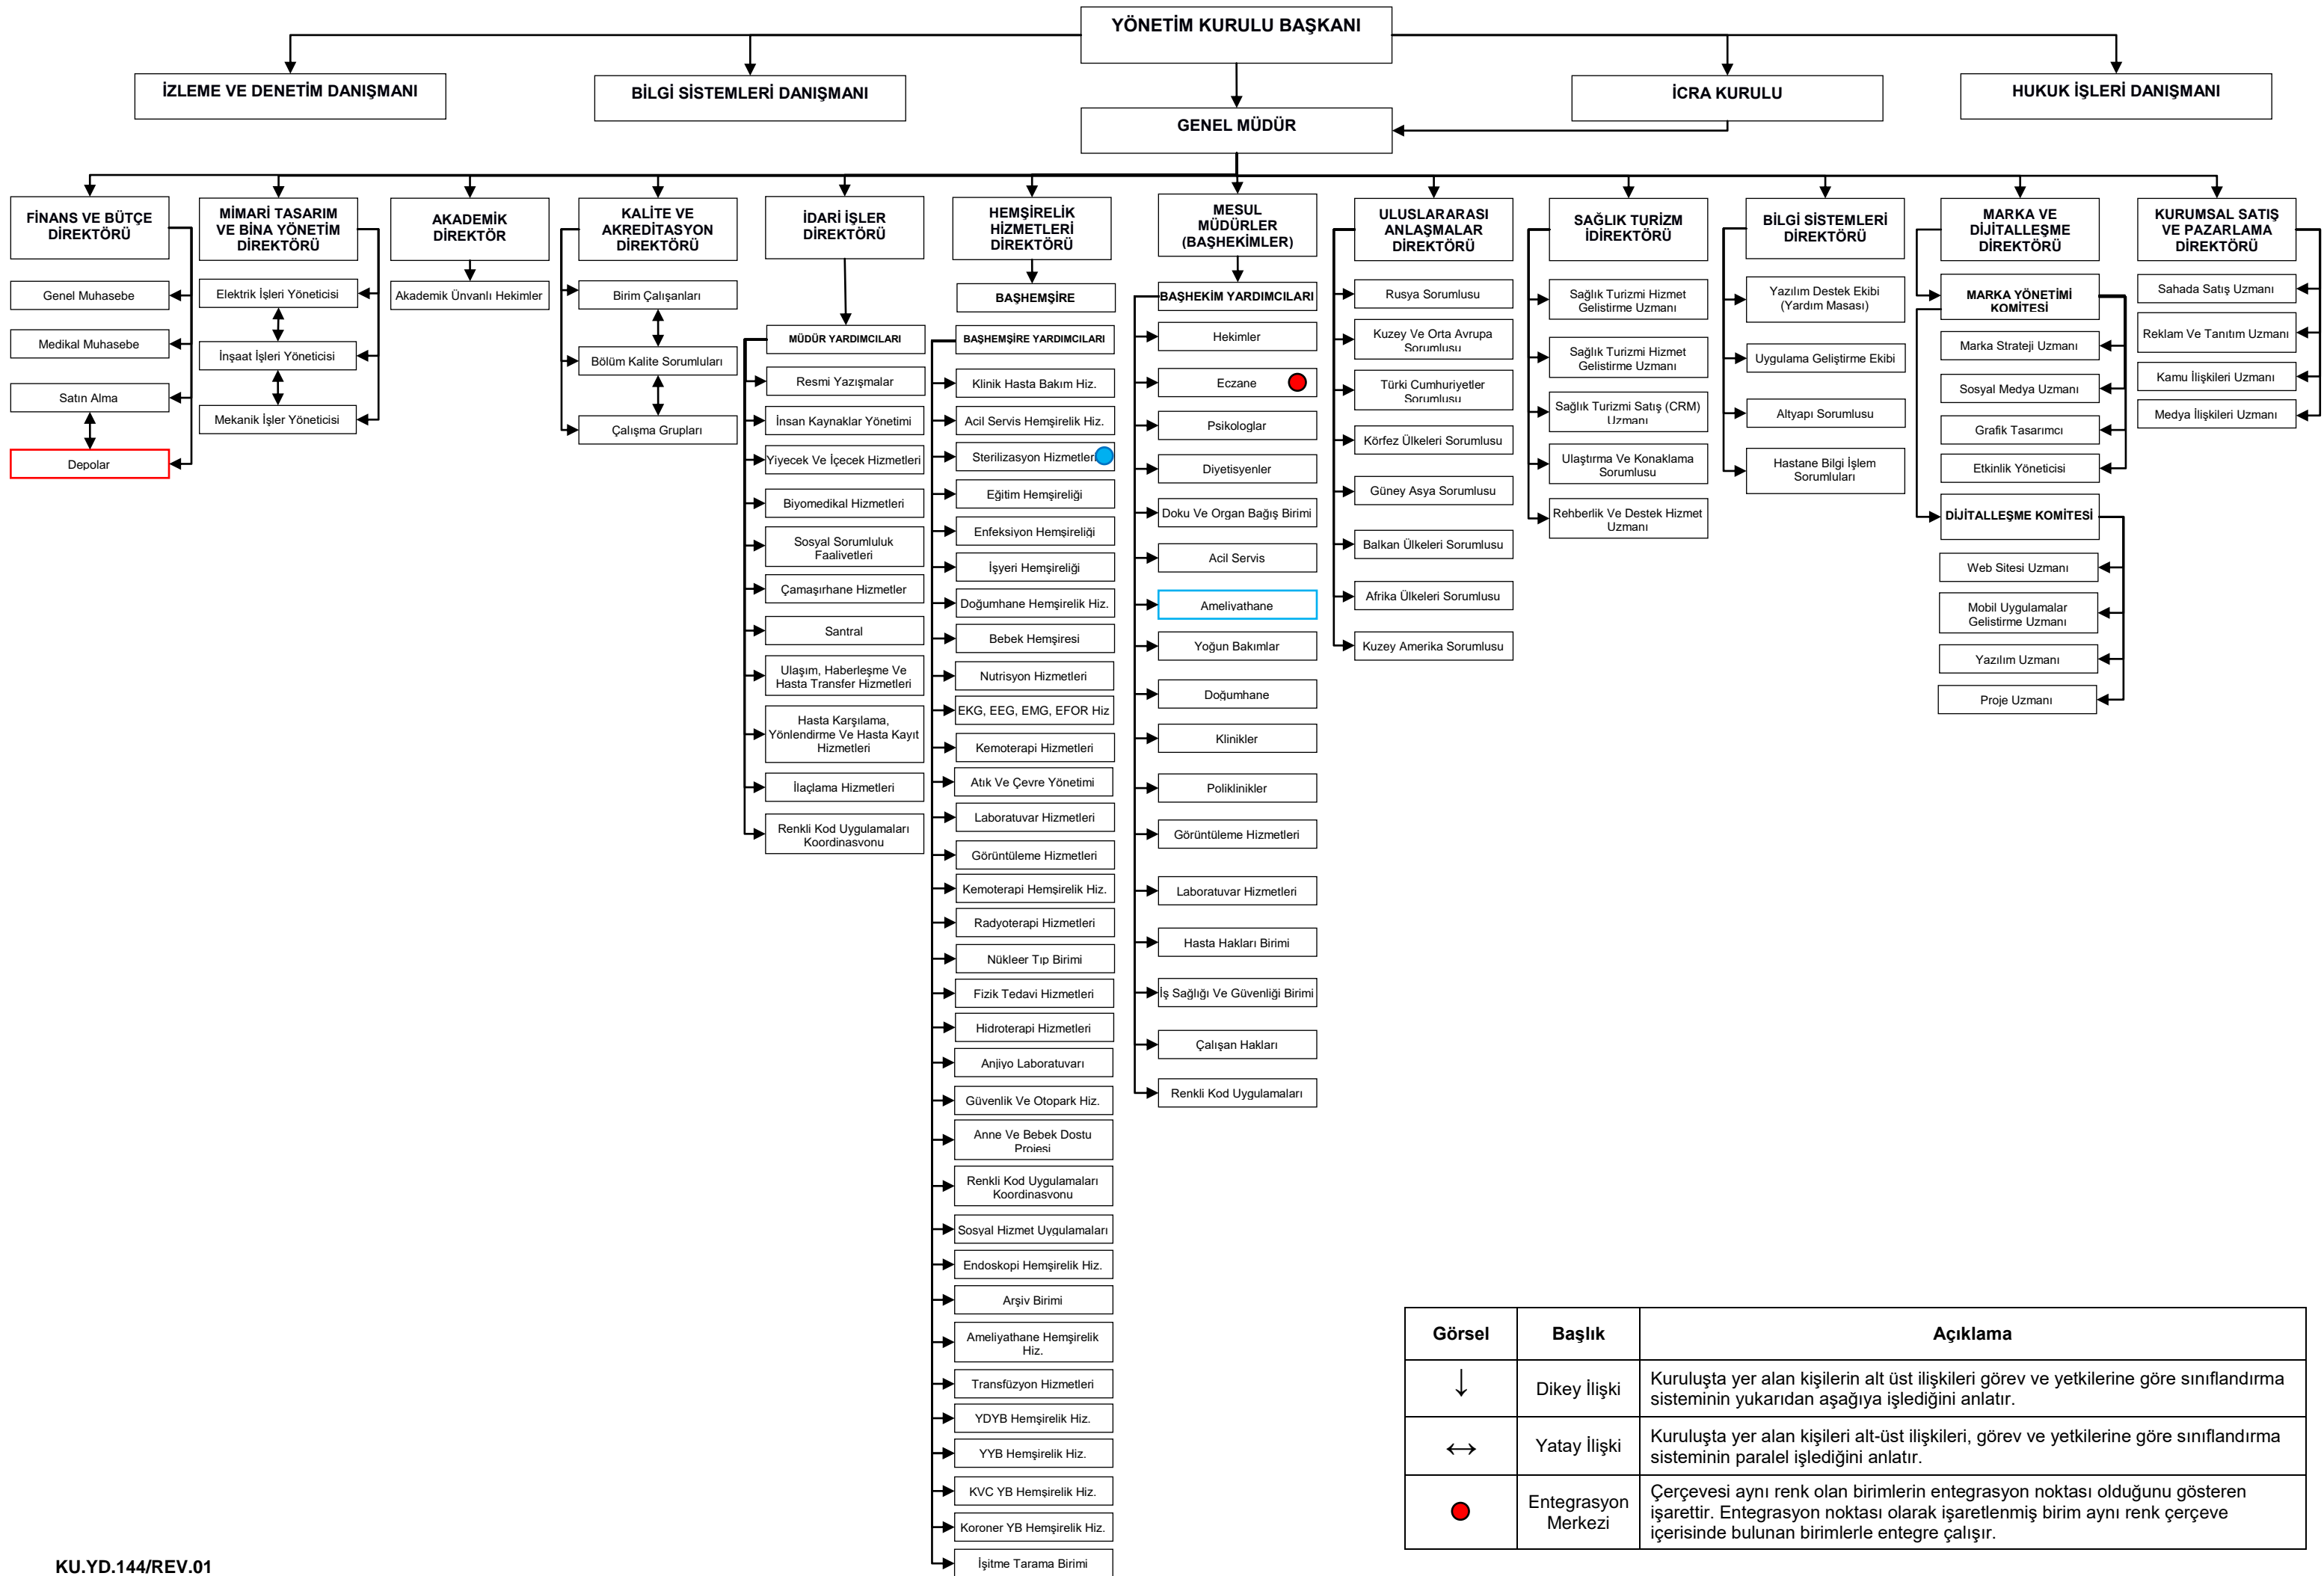 YÖNETİM KURULU BAŞKANI
İZLEME VE DENETİM DANIŞMANI
BİLGİ SİSTEMLERİ DANIŞMANI
İCRA KURULU
HUKUK İŞLERİ DANIŞMANI
GENEL MÜDÜR
FİNANS VE BÜTÇE
DİREKTÖRÜ
Genel Muhasebe
Medikal Muhasebe
Satın Alma
Depolar
MİMARİ TASARIM
VE BİNA YÖNETİM
DİREKTÖRÜ
Elektrik İşleri Yöneticisi
İnşaat İşleri Yöneticisi
Mekanik İşler Yöneticisi
AKADEMİK
DİREKTÖR
Akademik Ünvanlı Hekimler
KALİTE VE
AKREDİTASYON
DİREKTÖRÜ
Birim Çalışanları
Bölüm Kalite Sorumluları
Çalışma Grupları
İDARİ İŞLER
DİREKTÖRÜ
MÜDÜR YARDIMCILARI
Resmi Yazışmalar
İnsan Kaynaklar Yönetimi
Yiyecek Ve İçecek Hizmetleri
Biyomedikal Hizmetleri
Sosyal Sorumluluk
Faaliyetleri
Çamaşırhane Hizmetler
Santral
Ulaşım, Haberleşme Ve
Hasta Transfer Hizmetleri
Hasta Karşılama,
Yönlendirme Ve Hasta Kayıt
Hizmetleri
İlaçlama Hizmetleri
Renkli Kod Uygulamaları
Koordinasyonu
HEMŞİRELİK
HİZMETLERİ
DİREKTÖRÜ
BAŞHEMŞİRE
BAŞHEMŞİRE YARDIMCILARI
Klinik Hasta Bakım Hiz.
Acil Servis Hemşirelik Hiz.
Sterilizasyon Hizmetleri
Eğitim Hemşireliği
Enfeksiyon Hemşireliği
İşyeri Hemşireliği
Doğumhane Hemşirelik Hiz.
Bebek Hemşiresi
Nutrisyon Hizmetleri
EKG, EEG, EMG, EFOR Hiz
Kemoterapi Hizmetleri
Atık Ve Çevre Yönetimi
Laboratuvar Hizmetleri
Görüntüleme Hizmetleri
Kemoterapi Hemşirelik Hiz.
Radyoterapi Hizmetleri
Nükleer Tıp Birimi
Fizik Tedavi Hizmetleri
Hidroterapi Hizmetleri
Anjiyo Laboratuvarı
Güvenlik Ve Otopark Hiz.
Anne Ve Bebek Dostu
Projesi
Renkli Kod Uygulamaları
Koordinasyonu
Sosyal Hizmet Uygulamaları
Endoskopi Hemşirelik Hiz.
Arşiv Birimi
Ameliyathane Hemşirelik
Hiz.
Transfüzyon Hizmetleri
YDYB Hemşirelik Hiz.
YYB Hemşirelik Hiz.
KVC YB Hemşirelik Hiz.
Koroner YB Hemşirelik Hiz.
İşitme Tarama Birimi
MESUL
MÜDÜRLER
(BAŞHEKİMLER)
BAŞHEKİM YARDIMCILARI
Hekimler
Eczane
Psikologlar
Diyetisyenler
Doku Ve Organ Bağış Birimi
Acil Servis
Ameliyathane
Yoğun Bakımlar
Doğumhane
Klinikler
Poliklinikler
Görüntüleme Hizmetleri
Laboratuvar Hizmetleri
Hasta Hakları Birimi
İş Sağlığı Ve Güvenliği Birimi
Çalışan Hakları
Renkli Kod Uygulamaları
ULUSLARARASI
ANLAŞMALAR
DİREKTÖRÜ
Rusya Sorumlusu
Kuzey Ve Orta Avrupa
Sorumlusu
Türki Cumhuriyetler
Sorumlusu
Körfez Ülkeleri Sorumlusu
Güney Asya Sorumlusu
Balkan Ülkeleri Sorumlusu
Afrika Ülkeleri Sorumlusu
Kuzey Amerika Sorumlusu
SAĞLIK TURİZM
İDİREKTÖRÜ
Sağlık Turizmi Hizmet
Geliştirme Uzmanı
Sağlık Turizmi Hizmet
Geliştirme Uzmanı
Sağlık Turizmi Satış (CRM)
Uzmanı
Ulaştırma Ve Konaklama
Sorumlusu
Rehberlik Ve Destek Hizmet
Uzmanı
BİLGİ SİSTEMLERİ
DİREKTÖRÜ
Yazılım Destek Ekibi
(Yardım Masası)
Uygulama Geliştirme Ekibi
Altyapı Sorumlusu
Hastane Bilgi İşlem
Sorumluları
MARKA VE
DİJİTALLEŞME
DİREKTÖRÜ
MARKA YÖNETİMİ
KOMİTESİ
Marka Strateji Uzmanı
Sosyal Medya Uzmanı
Grafik Tasarımcı
Etkinlik Yöneticisi
DİJİTALLEŞME KOMİTESİ
Web Sitesi Uzmanı
Mobil Uygulamalar
Geliştirme Uzmanı
Yazılım Uzmanı
Proje Uzmanı
KURUMSAL SATIŞ
VE PAZARLAMA
DİREKTÖRÜ
Sahada Satış Uzmanı
Reklam Ve Tanıtım Uzmanı
Kamu İlişkileri Uzmanı
Medya İlişkileri Uzmanı
Görsel Başlık Açıklama
↓ Dikey İlişki Kuruluşta yer alan kişilerin alt üst ilişkileri görev ve yetkilerine göre sınıflandırma
sisteminin yukarıdan aşağıya işlediğini anlatır.
↔ Yatay İlişki Kuruluşta yer alan kişileri alt-üst ilişkileri, görev ve yetkilerine göre sınıflandırma
sisteminin paralel işlediğini anlatır.
Entegrasyon
Merkezi
Çerçevesi aynı renk olan birimlerin entegrasyon noktası olduğunu gösteren
işarettir. Entegrasyon noktası olarak işaretlenmiş birim aynı renk çerçeve
içerisinde bulunan birimlerle entegre çalışır.
KU.YD.144/REV.01